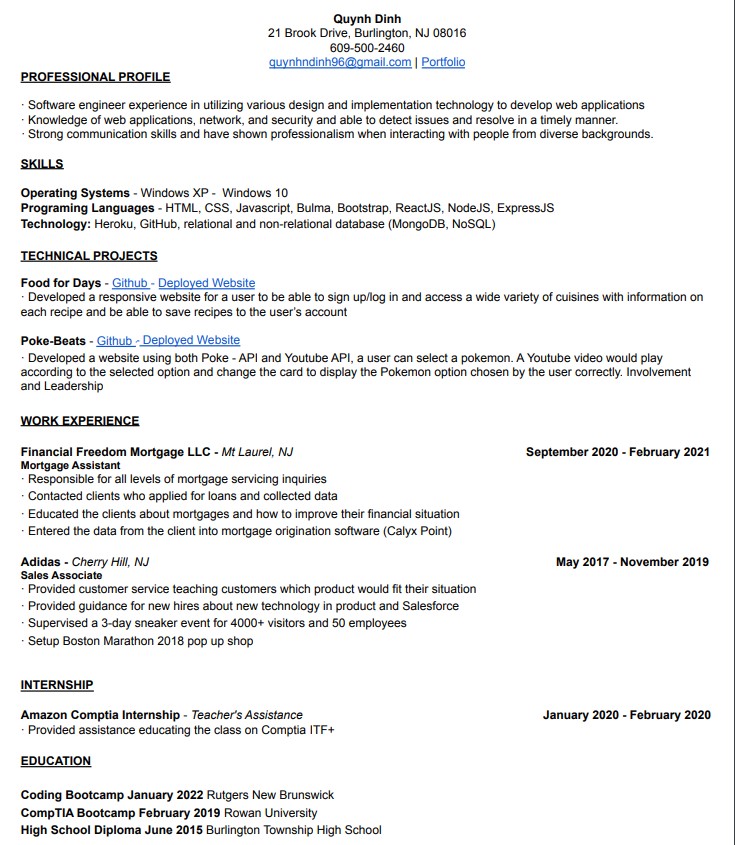 Quynh Dinh
21 Brook Drive, Burlington, NJ 08016
609-500-2460
quynhndinh96@gmail.com | Portfolio
PROFESSIONAL PROFILE
· Software engineer experience in utilizing various design and implementation technology to develop web applications
· Knowledge of web applications, network, and security and able to detect issues and resolve in a timely manner.
· Strong communication skills and have shown professionalism when interacting with people from diverse backgrounds.
SKILLS
Operating Systems - Windows XP - Windows 10
Programing Languages - HTML, CSS, Javascript, Bulma, Bootstrap, ReactJS, NodeJS, ExpressJS
Technology: Heroku, GitHub, relational and non-relational database (MongoDB, NoSQL)
TECHNICAL PROJECTS
Food for Days - Github - Deployed Website
· Developed a responsive website for a user to be able to sign up/log in and access a wide variety of cuisines with information on
each recipe and be able to save recipes to the user’s account
Poke-Beats - Github - Deployed Website
· Developed a website using both Poke - API and Youtube API, a user can select a pokemon. A Youtube video would play
according to the selected option and change the card to display the Pokemon option chosen by the user correctly. Involvement
and Leadership
WORK EXPERIENCE
Financial Freedom Mortgage LLC - Mt Laurel, NJ September 2020 - February 2021
Mortgage Assistant
· Responsible for all levels of mortgage servicing inquiries
· Contacted clients who applied for loans and collected data
· Educated the clients about mortgages and how to improve their financial situation
· Entered the data from the client into mortgage origination software (Calyx Point)
Adidas - Cherry Hill, NJ May 2017 - November 2019
Sales Associate
· Provided customer service teaching customers which product would fit their situation
· Provided guidance for new hires about new technology in product and Salesforce
· Supervised a 3-day sneaker event for 4000+ visitors and 50 employees
· Setup Boston Marathon 2018 pop up shop
INTERNSHIP
Amazon Comptia Internship - Teacher's Assistance January 2020 - February 2020
· Provided assistance educating the class on Comptia ITF+
EDUCATION
Coding Bootcamp January 2022 Rutgers New Brunswick
CompTIA Bootcamp February 2019 Rowan University
High School Diploma June 2015 Burlington Township High School